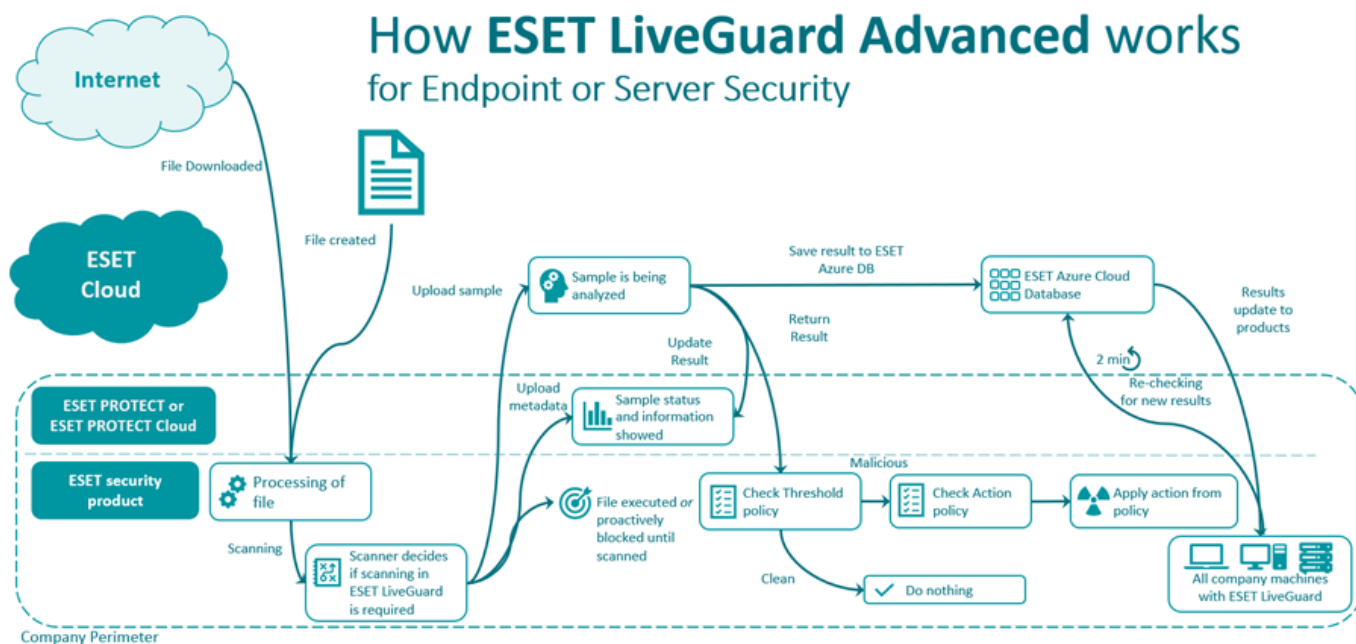 How ESET LiveGuard Advanced works
for Endpoint or Server Security
Internet
File Downloaded
File created
ESET
Cloud
Upload sample
Sample is being
analyzed
Save result to ESET
Azure DB
ESET Azure Cloud
Database
Results
update to
products
Return
Result
Update
Result
2 min
Re-checking
for new results
ESET PROTECT or
ESET PROTECT Cloud
Upload
metadata
Sample status
and information
showed
ESET security
product
Processing of
file
Scanning
Scanner decides
if scanning in
ESET LiveGuard
is required
File executed or
proactively
blocked until
scanned
Check Threshold
policy
Malicious
Check Action
policy
Apply action from
policy
Clean
Do nothing
All company machines
with ESET LiveGuard
Company Perimeter